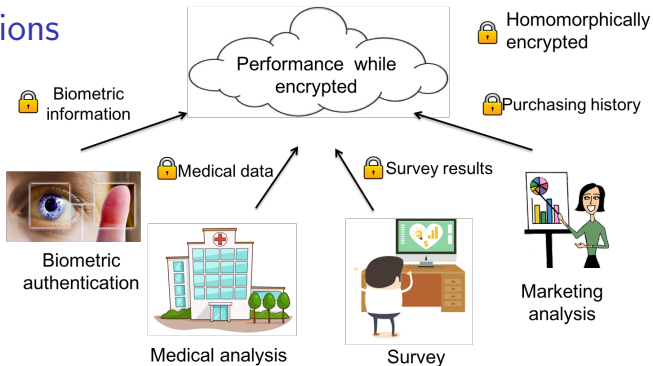 ions
Homomorphically
encrypted
Performance while
encrypted
Biometric
information
Purchasing history
Medical data
Survey results
Biometric
authentication
Marketing
analysis
Medical analysis
Survey